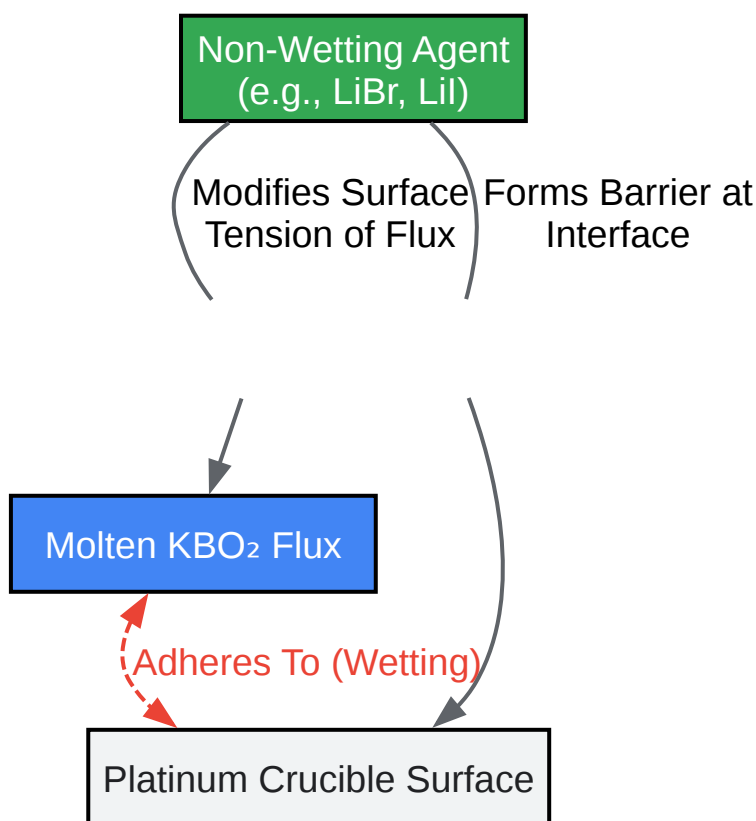 Non-Wetting Agent
(e.g., LiBr, LiI)
Modifies Surface
Tension of Flux
Forms Barrier at
Interface
Molten KBO₂ Flux
Adheres To (Wetting)
Platinum Crucible Surface